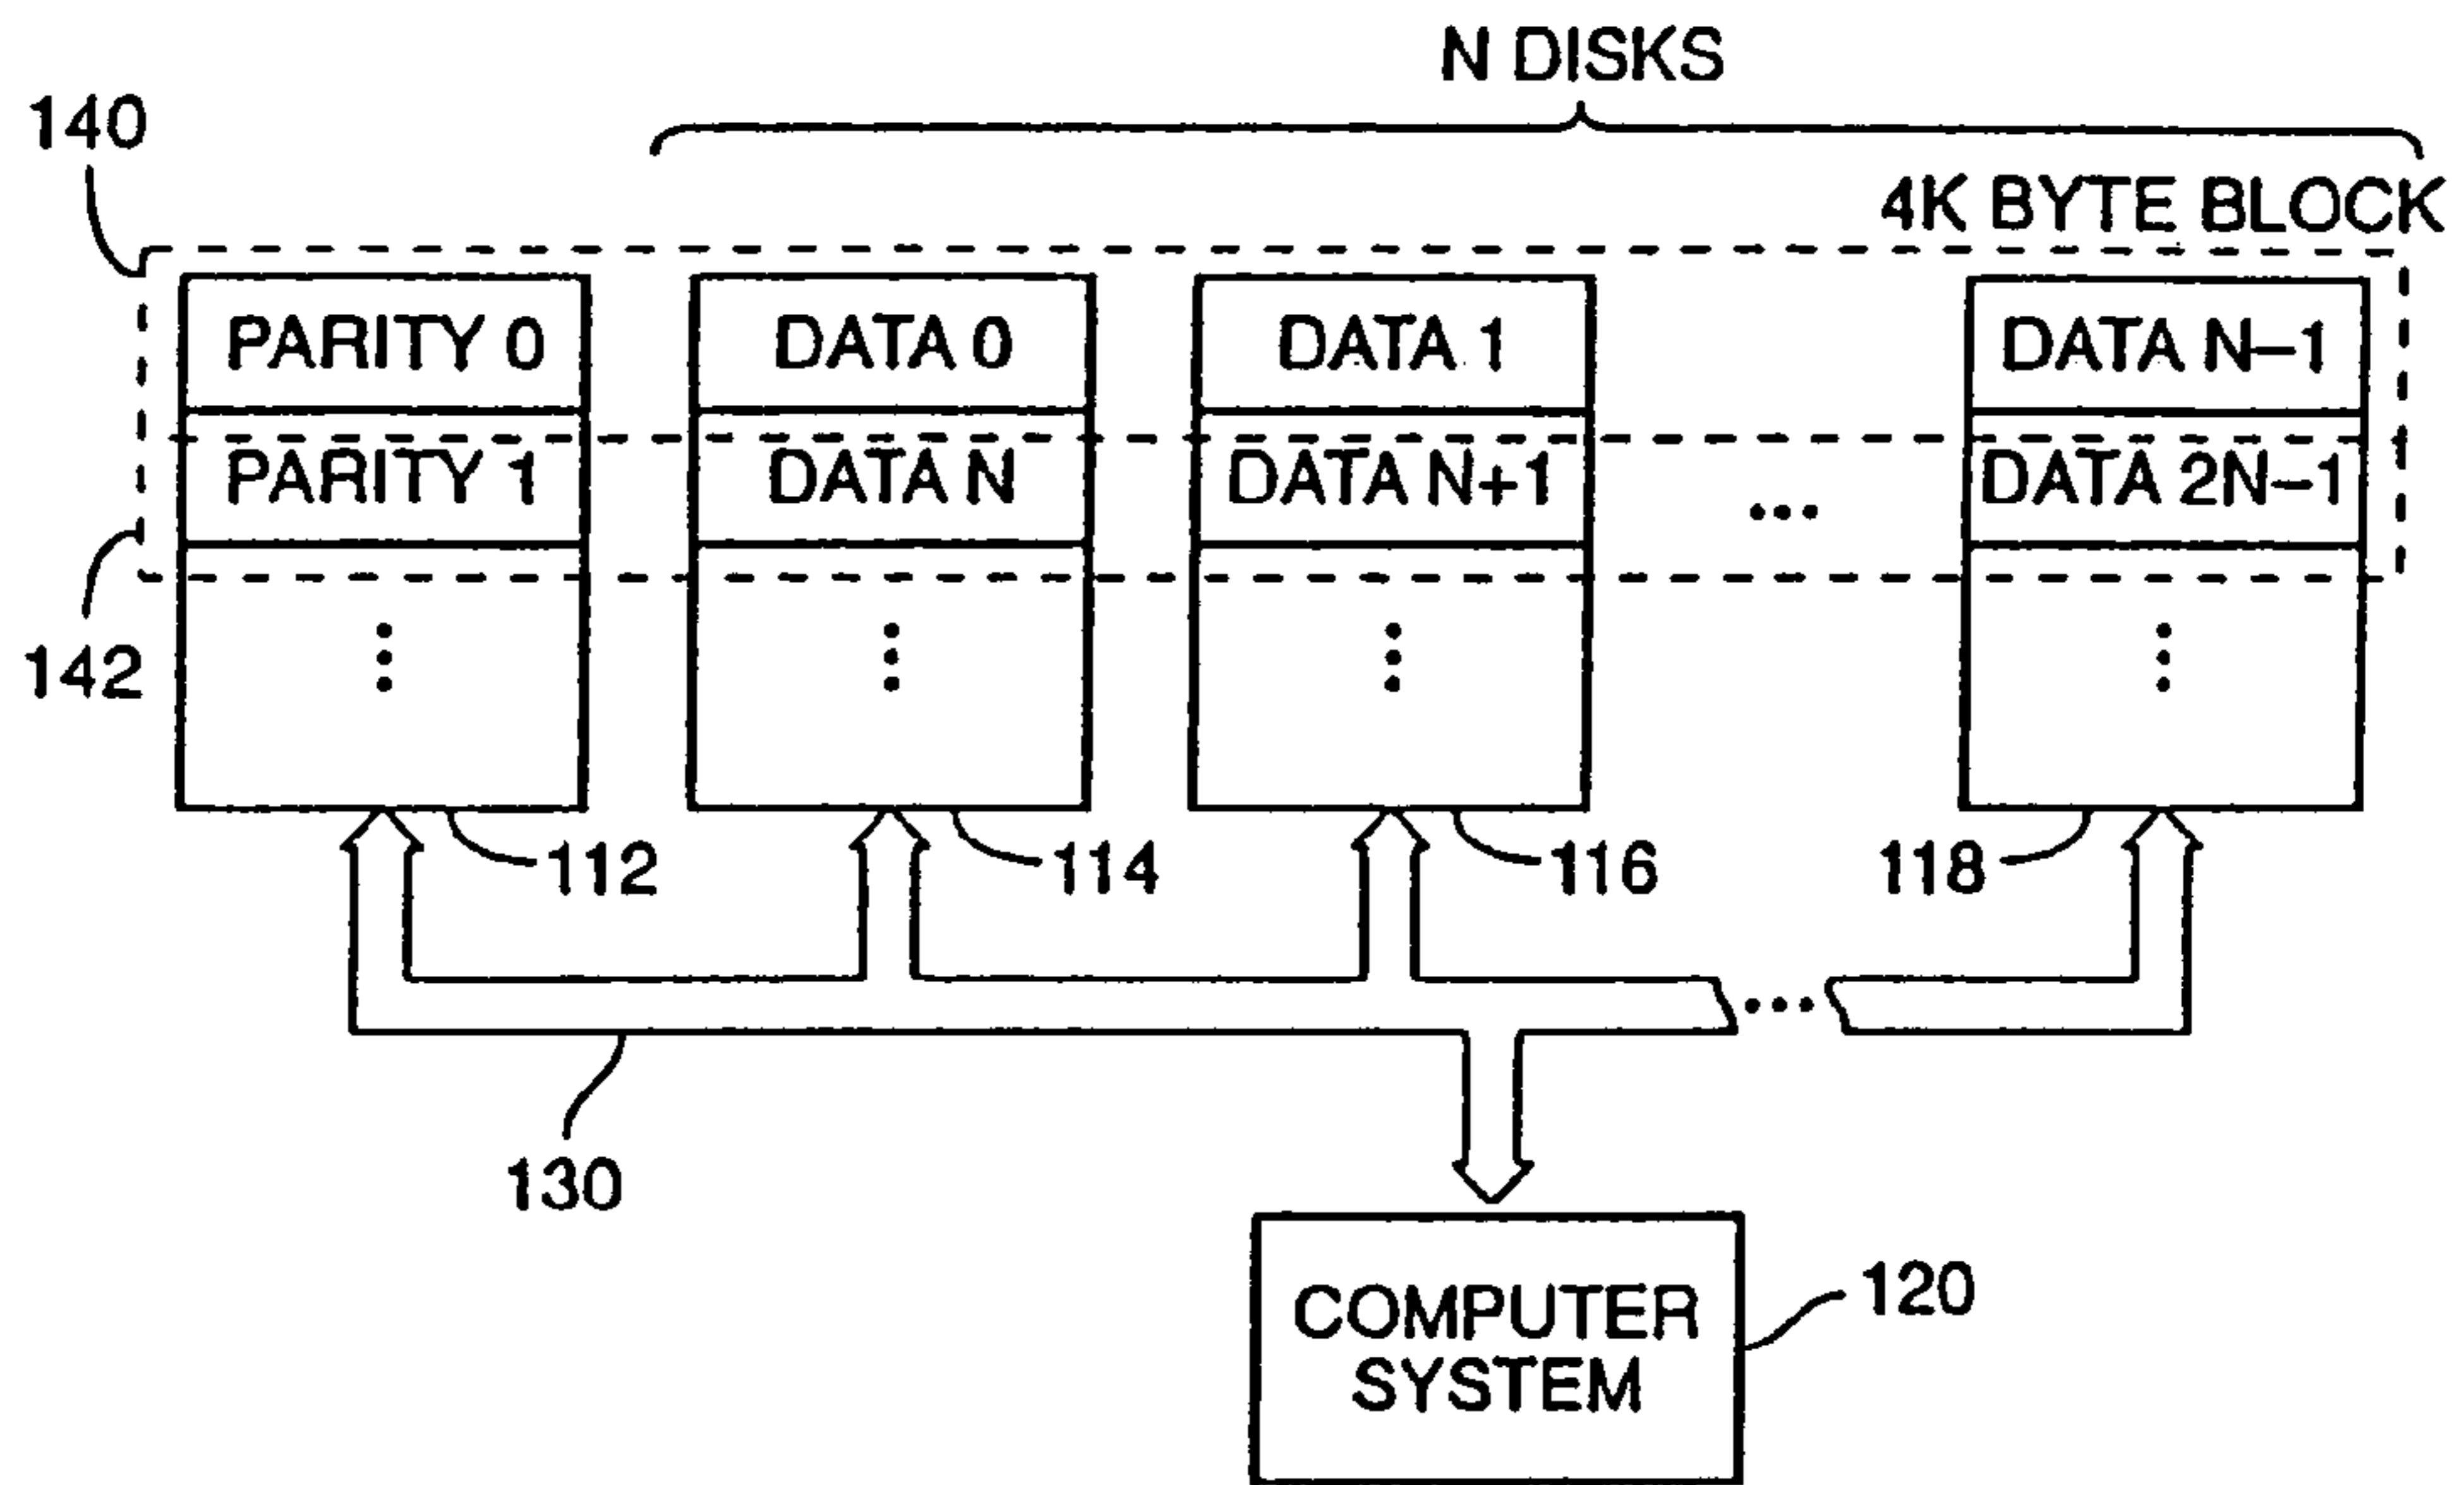 N DISKS
140
4K BYTE BLOCK
PARITY 0
DATA 0
DATA 1
DATA N–1
PARITY 1
DATA N
DATA N+1
...
DATA 2N–1
142
112
114
116
118
...
130
120
COMPUTER
SYSTEM